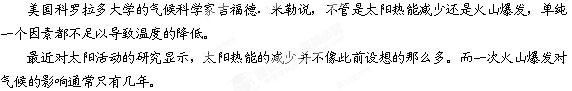 美国科罗拉多大学的气候科学家吉福德．米勒说，不管是太阳热能减少还是火山爆发，单纯
一个因素都不足以导致温度的降低。
最近对太阳活动的研究显示，太阳热能的减少并不像此前设想的那么多。而一次火山爆发对
气候的影响通常只有几年。